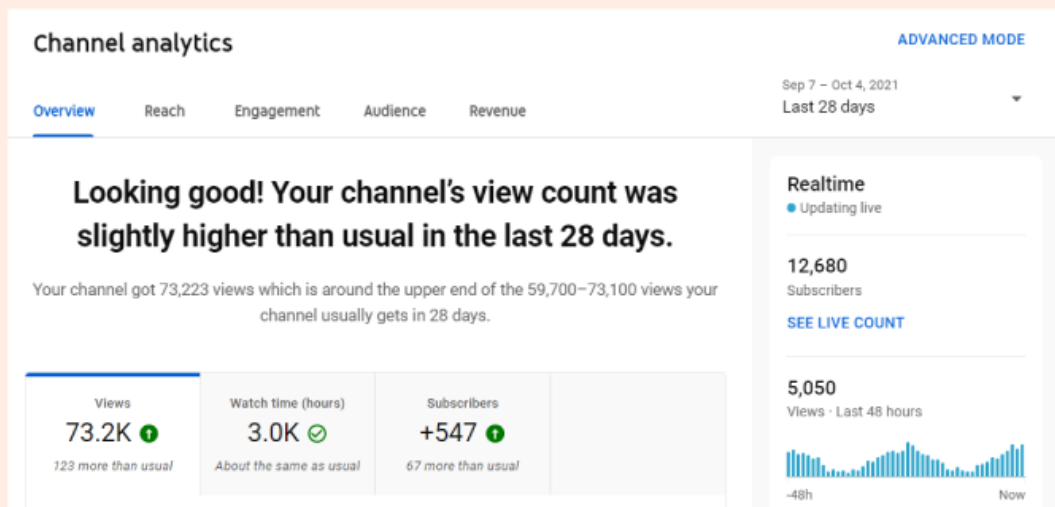 Channel analytics
ADVANCED MODE
Sep 7 – Oct 4, 2021
Last 28 days
Overview
Reach
Engagement
Audience
Revenue
Looking good! Your channel's view count was
slightly higher than usual in the last 28 days.
Your channel got 73,223 views which is around the upper end of the 59,700–73,100 views your
channel usually gets in 28 days.
Views
73.2K
123 more than usual
Watch time (hours)
3.0K
About the same as usual
Subscribers
+547
67 more than usual
Realtime
Updating live
12,680
Subscribers
SEE LIVE COUNT
5,050
Views · Last 48 hours
-48h
Now